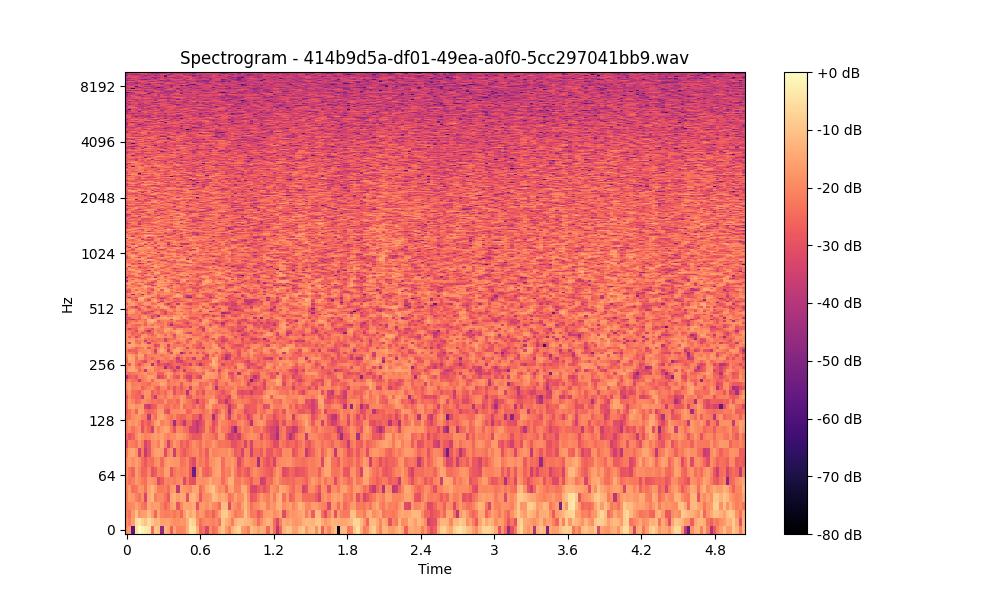 Spectrogram - 414b9d5a-df01-49ea-a0f0-5cc297041bb9.wav
8192
4096
2048
1024
512
256
128
64
0
Hz
0 0.6 1.2 1.8 2.4 3 3.6 4.2 4.8
Time
+0 dB
-10 dB
-20 dB
-30 dB
-40 dB
-50 dB
-60 dB
-70 dB
-80 dB